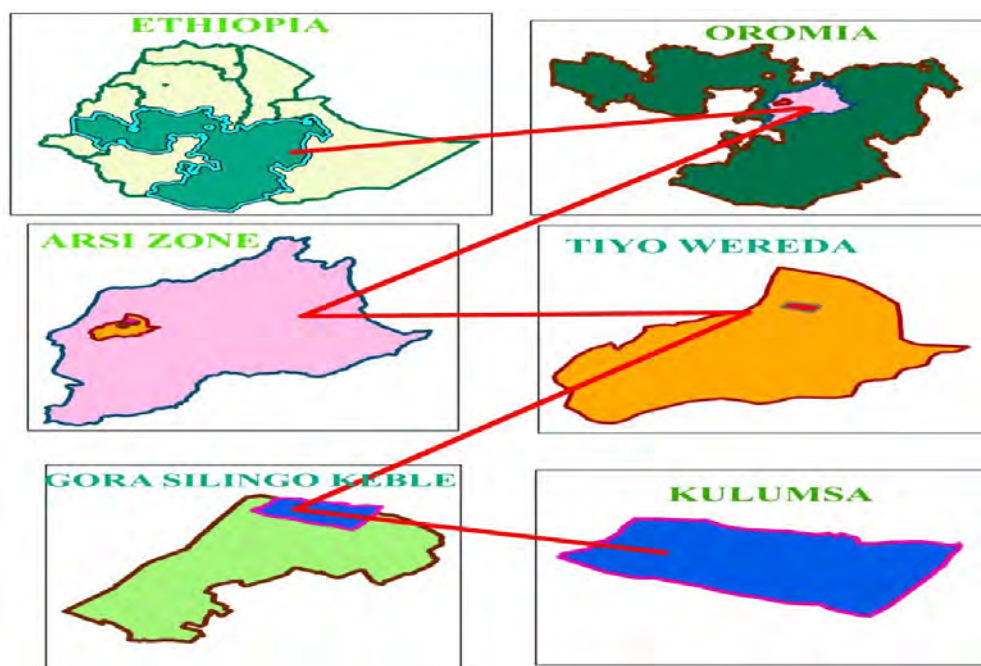 ETHIOPIA
OROMIA
ARSI ZONE
TIYO WEREDA
GORA SILINGO KEBLE
KULUMSA